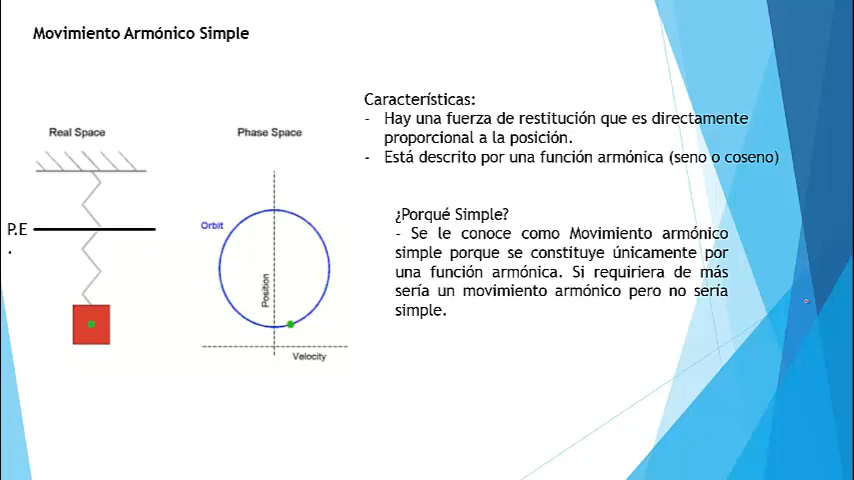 Movimiento Armónico Simple
Características:
- Hay una fuerza de restitución que es directamente
proporcional a la posición.
- Está descrito por una función armónica (seno o coseno)
Real Space
Phase Space
P.E
.
Orbit
Position
Velocity
¿Porqué Simple?
- Se le conoce como Movimiento armónico
simple porque se constituye únicamente por
una función armónica. Si requiriera de más
sería un movimiento armónico pero no sería
simple.